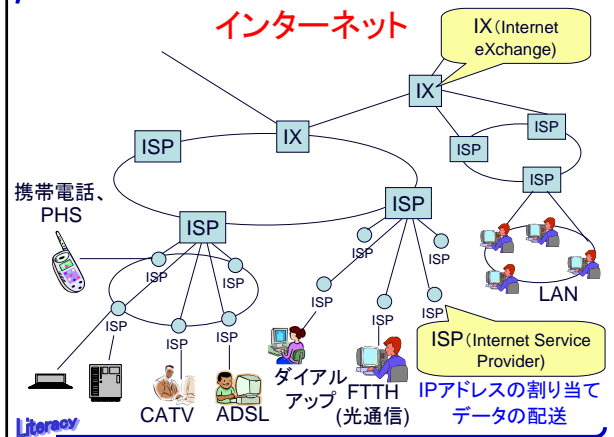 インターネット
IX(Internet
eXchange)
IX
IX
ISP
ISP
ISP
ISP
携帯電話、
PHS
ISP
ISP
ISP
ISP
ISP
ISP
ISP
ISP
ISP
ISP
ISP
LAN
ISP(Internet Service
Provider)
ダイアル
アップ
FTTH
(光通信)
IPアドレスの割り当て
データの配送
CATV
ADSL
Literacy